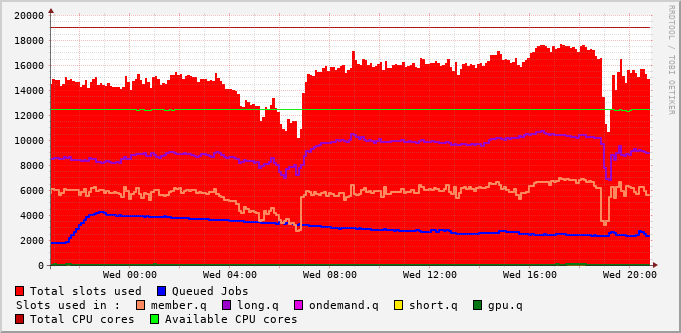 RRDTOOL / TOBI OETIKER
20000
18000
16000
14000
12000
10000
8000
6000
4000
2000
0
Wed 00:00 Wed 04:00 Wed 08:00 Wed 12:00 Wed 16:00 Wed 20:00
Total slots used Queued Jobs
Slots used in : member.q long.q ondemand.q short.q gpu.q
Total CPU cores Available CPU cores